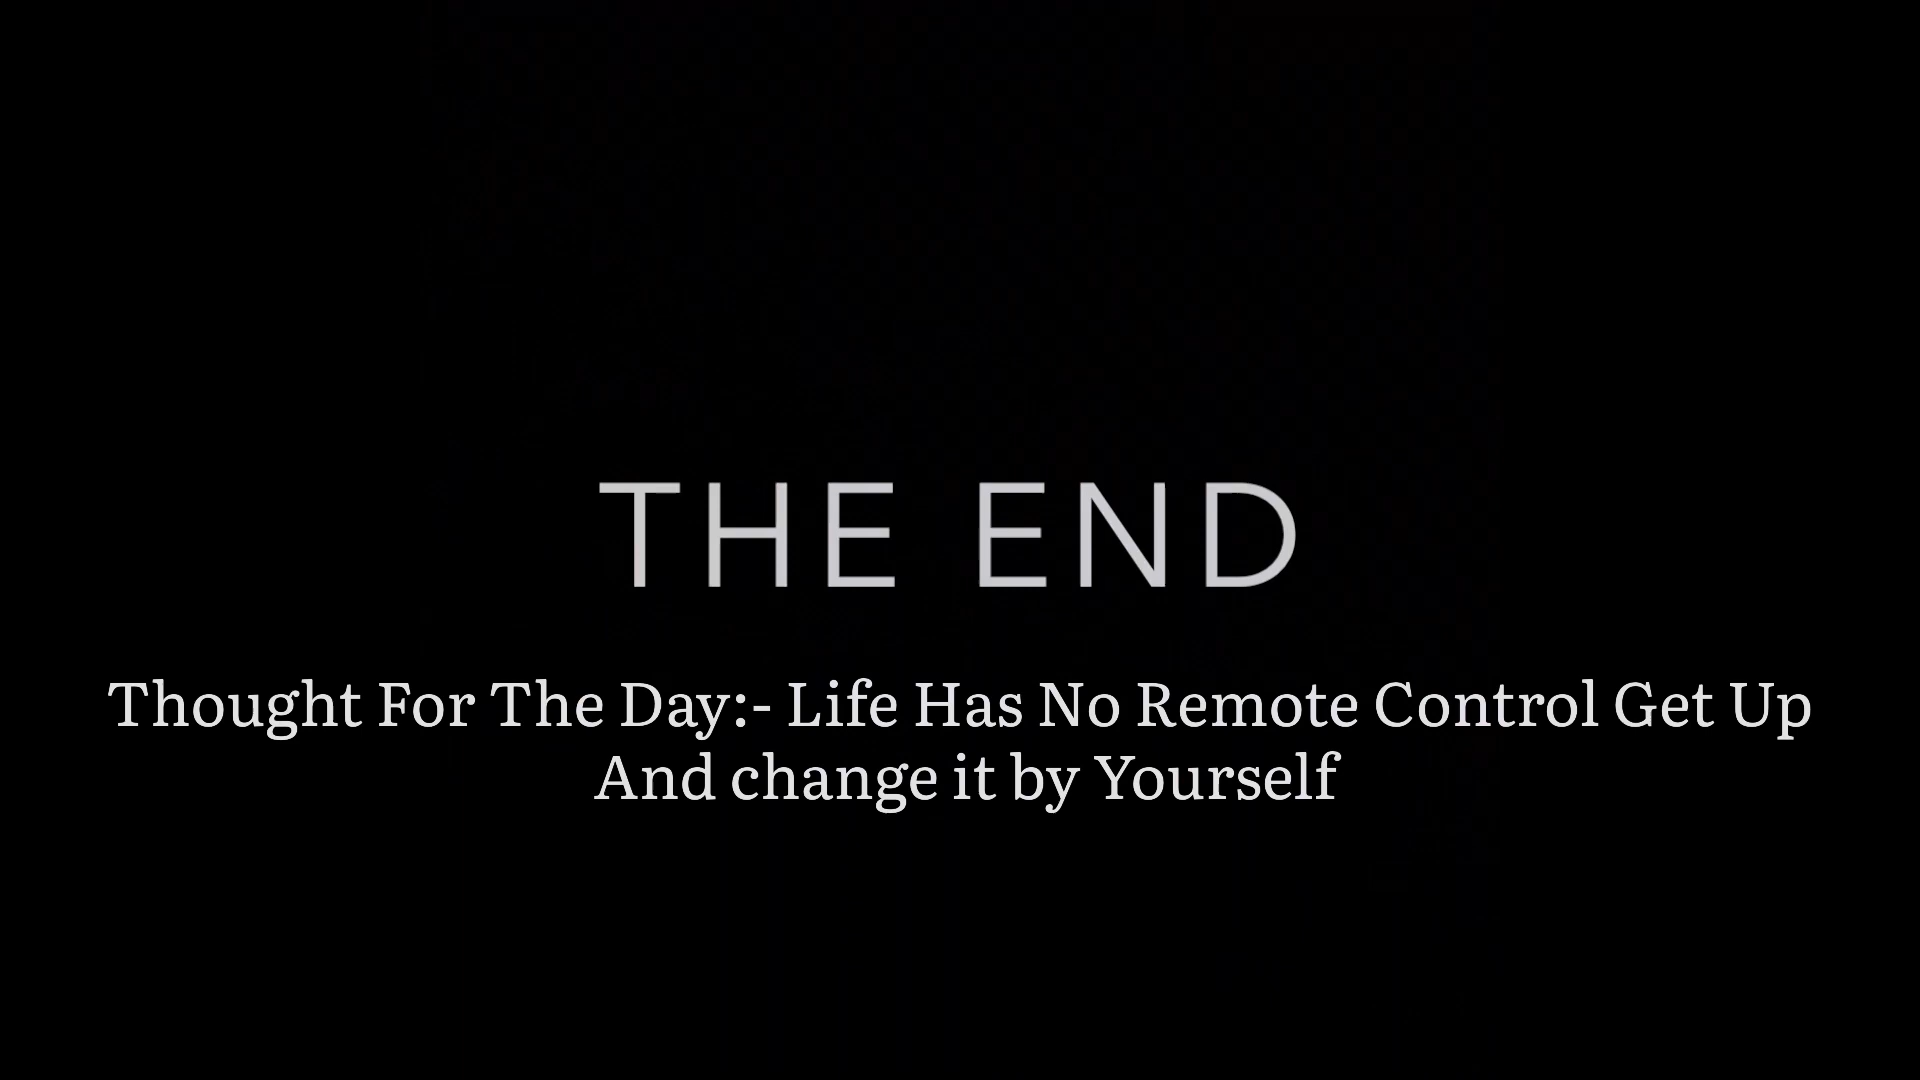 THE END
Thought For The Day:- Life Has No Remote Control Get Up
And change it by Yourself